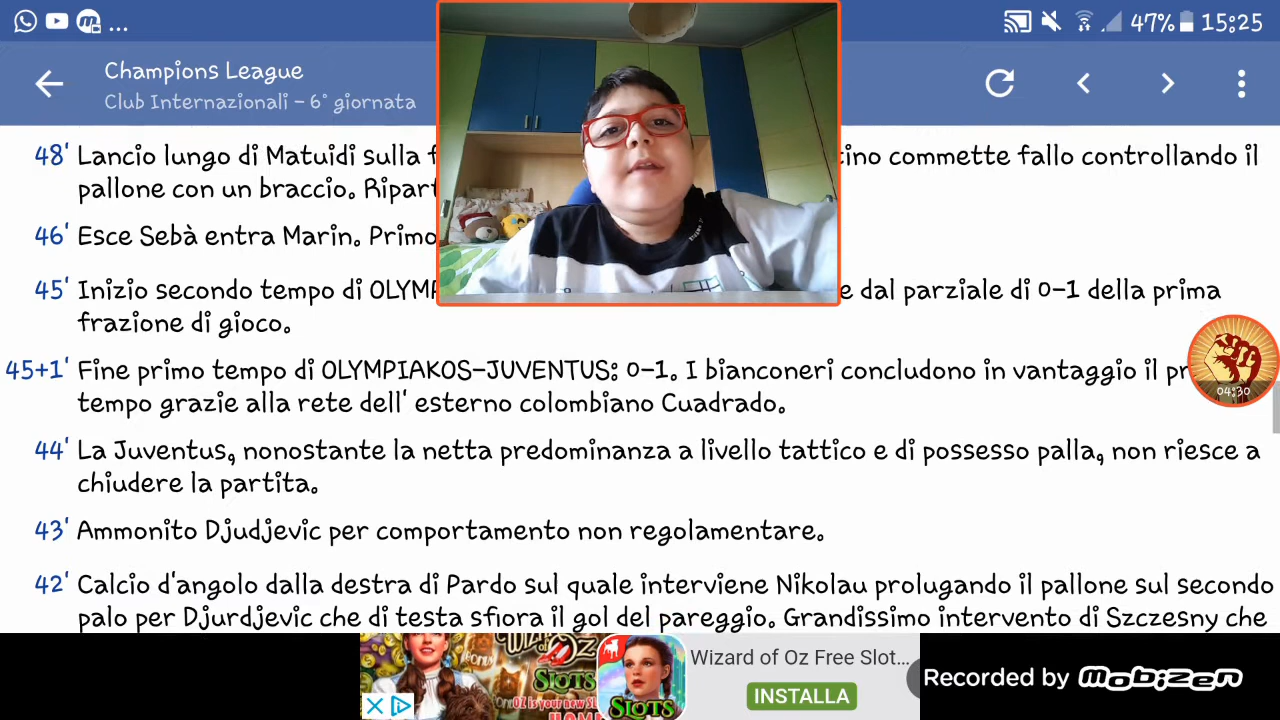 ... 47% 15:25
Champions League
Club Internazionali - 6° giornata
48' Lancio lungo di Matuidi sulla commette fallo controllando il
pallone con un braccio.
46' Esce Sebà entra Marin.
45' Inizio secondo tempo di dal parziale di 0-1 della prima
frazione di gioco.
45+1' Fine primo tempo di OLYMPIAKOS-JUVENTUS: 0-1. I bianconeri concludono in vantaggio il
04:30
tempo grazie alla rete dell' esterno colombiano Cuadrado.
44' La Juventus, nonostante la netta predominanza a livello tattico e di possesso palla, non riesce a
chiudere la partita.
43' Ammonito Djudjevic per comportamento non regolamentare.
42' Calcio d'angolo dalla destra di Pardo sul quale interviene Nikolau prolugando il pallone sul secondo
palo per Djurdjevic che di testa sfiora il gol del pareggio. Grandissimo intervento di Szczesny che
OZ
SLOTS
OZ is your new
SLOTS
Wizard of Oz Free Slot...
INSTALLA
Recorded by mobizen